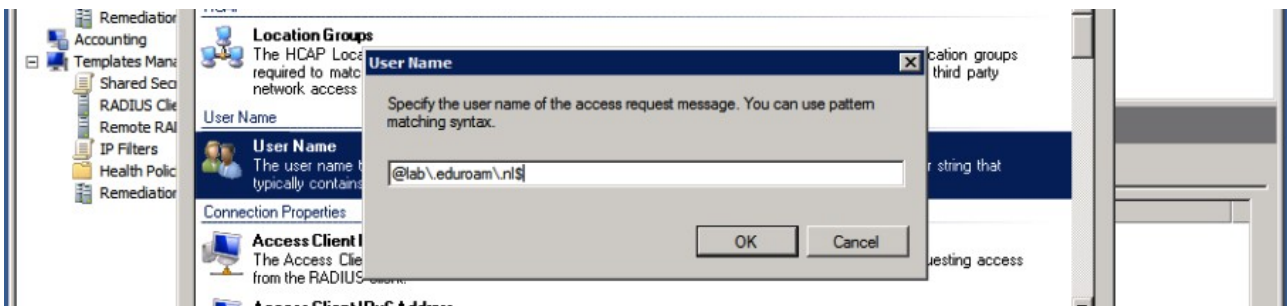 Remediation
Accounting
Templates Mana
Shared Secr
RADIUS Clie
Remote RAI
IP Filters
Health Polic
Remediation
Location Groups
The HCAP Loca
required to matc
network access
cation groups
third party
User Name
User Name
The user name t
typically contains
r string that
Connection Properties
Access Client I
The Access Clie
from the RADIUS client.
uesting access
User Name
Specify the user name of the access request message. You can use pattern
matching syntax.
@lab\.eduroam\.nl$
OK
Cancel